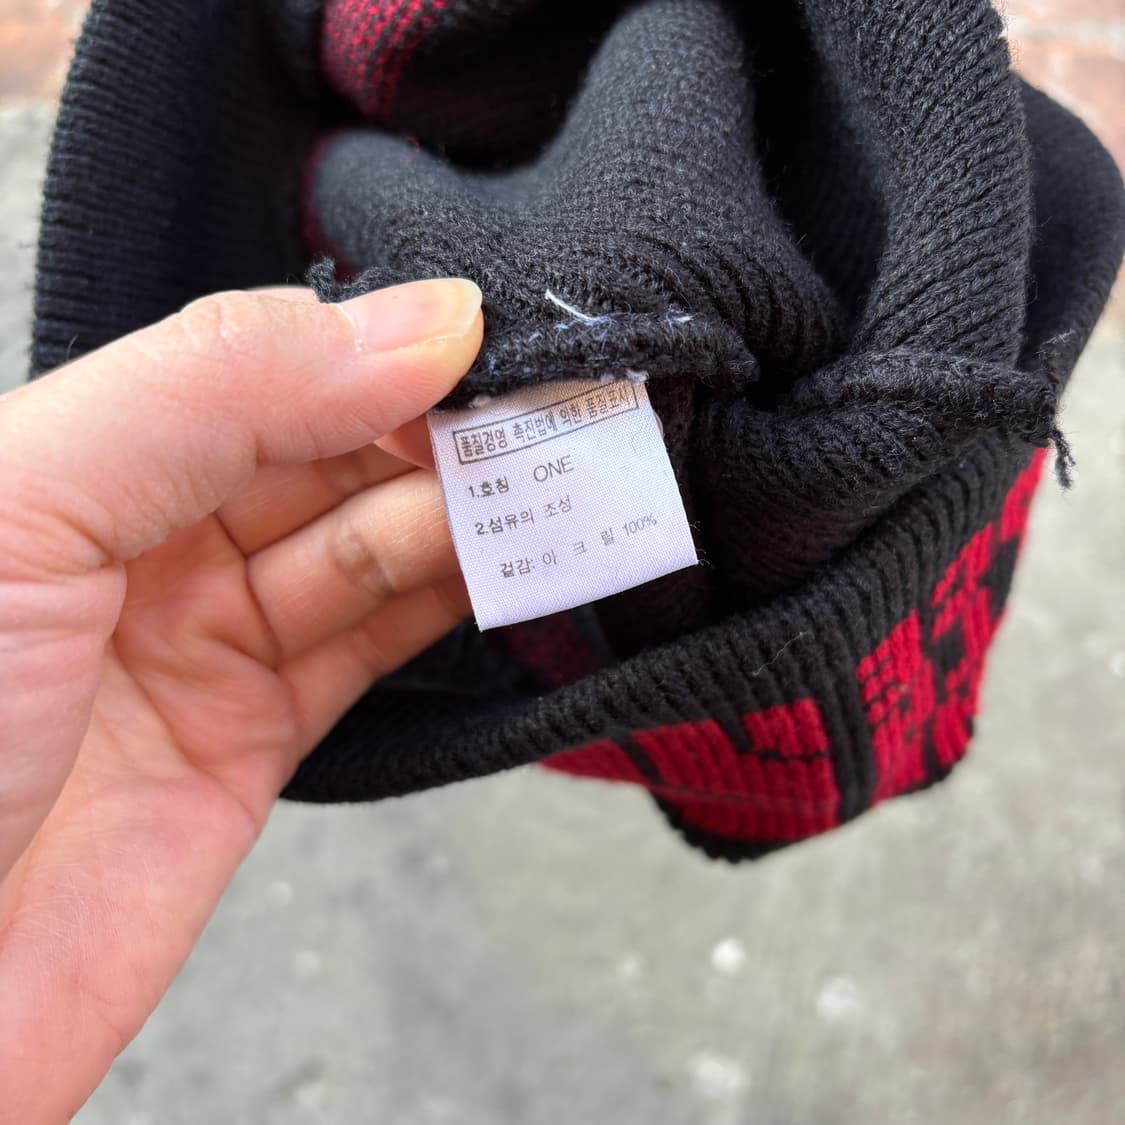 품질경영 촉진법에 의한 품질표시
1.호칭 ONE
2.섬유의 조성
겉감: 아 크 릴 100%